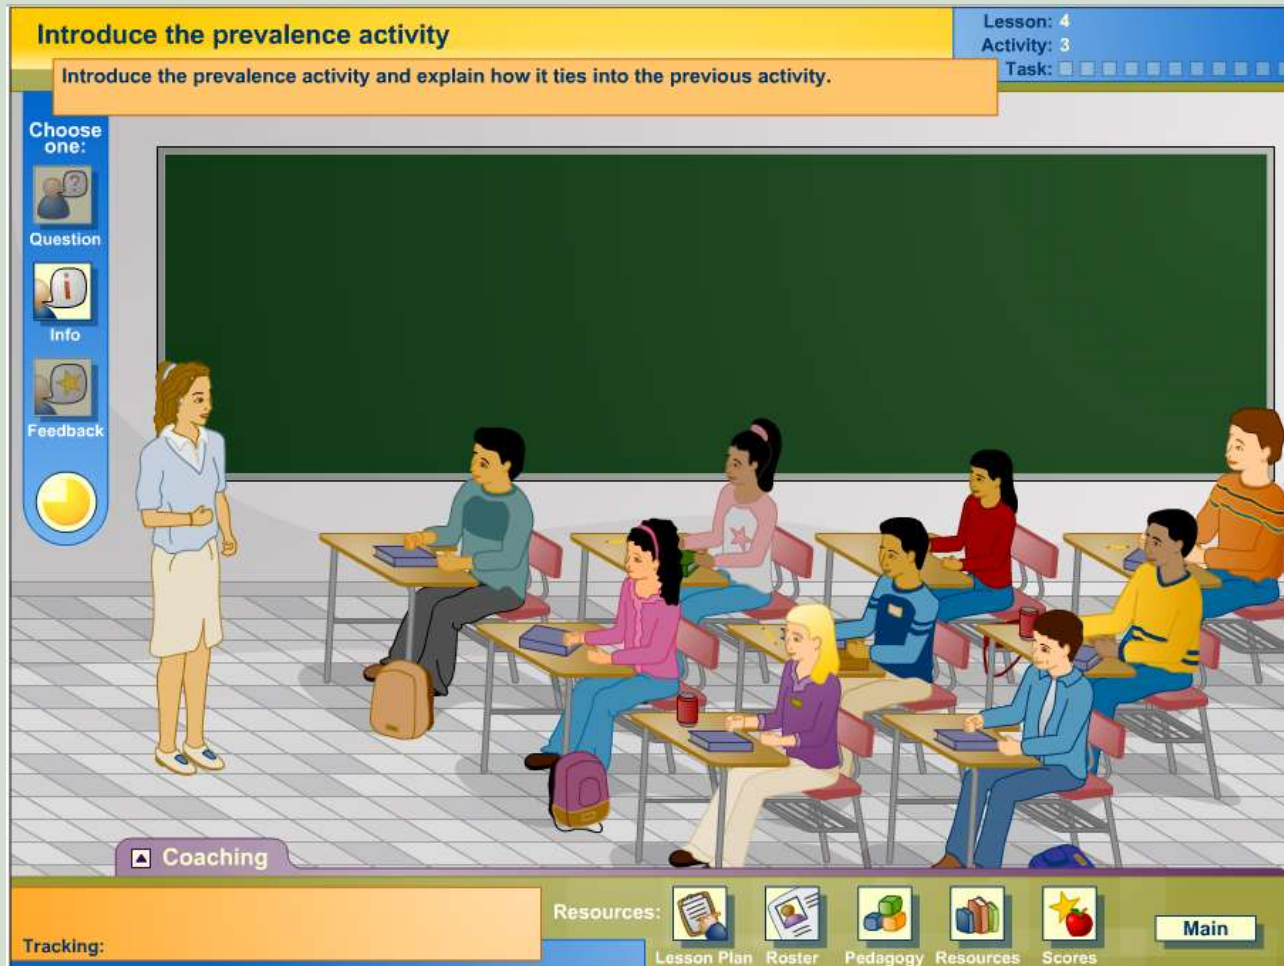 Introduce the prevalence activity
Lesson: 4
Activity: 3
Task:
Introduce the prevalence activity and explain how it ties into the previous activity.
Choose
one:
?
Question
i
Info
Feedback
Coaching
Tracking:
Resources:
Lesson Plan
Roster
Pedagogy
Resources
Scores
Main